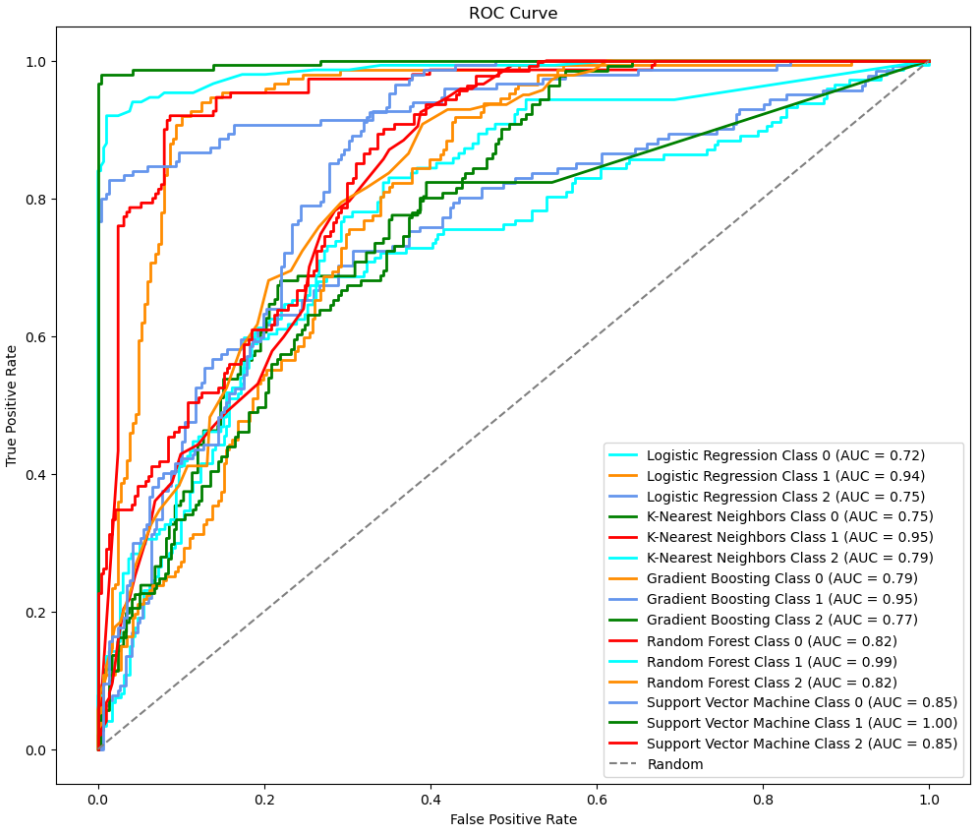 ROC Curve
True Positive Rate
1.0
0.8
0.6
0.4
0.2
0.0
Logistic Regression Class 0 (AUC = 0.72)
Logistic Regression Class 1 (AUC = 0.94)
Logistic Regression Class 2 (AUC = 0.75)
K-Nearest Neighbors Class 0 (AUC = 0.75)
K-Nearest Neighbors Class 1 (AUC = 0.95)
K-Nearest Neighbors Class 2 (AUC = 0.79)
Gradient Boosting Class 0 (AUC = 0.79)
Gradient Boosting Class 1 (AUC = 0.95)
Gradient Boosting Class 2 (AUC = 0.77)
Random Forest Class 0 (AUC = 0.82)
Random Forest Class 1 (AUC = 0.99)
Random Forest Class 2 (AUC = 0.82)
Support Vector Machine Class 0 (AUC = 0.85)
Support Vector Machine Class 1 (AUC = 1.00)
Support Vector Machine Class 2 (AUC = 0.85)
Random
0.0 0.2 0.4 0.6 0.8 1.0
False Positive Rate